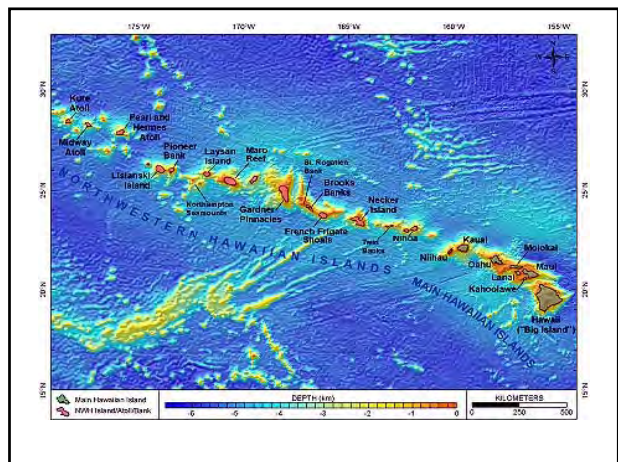 175°W
170°W
165°W
160°W
155°W
30°N
25°N
20°N
15°N
Kure
Atoll
Pearl and
Hermes
Atoll
Midway
Atoll
Pioneer
Bank
Lisianski
Island
Laysan
Island
Maro
Reef
Northampton
Seamounts
Gardner
Pinnacles
St. Rogatien
Bank
Brooks
Banks
French Frigate
Shoals
Necker
Island
Twin
Banks
Nihoa
Niihau
Kauai
Oahu
Molokai
Lanai
Maui
Kahoolawe
Hawaii
("Big Island")
NORTHWESTERN HAWAIIAN ISLANDS
MAIN HAWAIIAN ISLANDS
Main Hawaiian Island
NWH Island/Atoll/Bank
DEPTH (km)
-6 -5 -4 -3 -2 -1 0
KILOMETERS
0 250 500